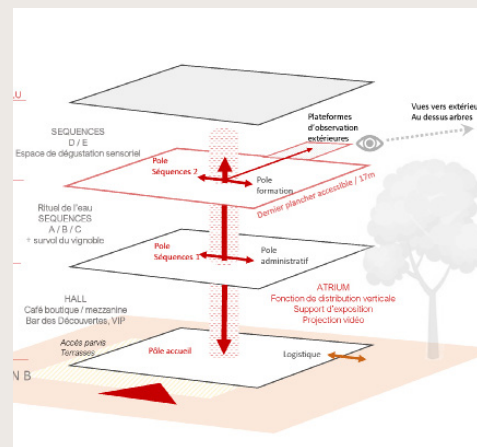 LU
Plateformes
d'observation
extérieures
Vues vers extérieur
Au dessus arbres
SEQUENCES
D / E
Espace de dégustation sensoriel
Pole
Séquences 2
Pole
formation
Dernier plancher accessible / 17m
Rituel de l'eau
SEQUENCES
A / B / C
+ survol du vignoble
Pole
Séquences 1
Pole
administratif
HALL
Café boutique / mezzanine
Bar des Découvertes, VIP
ATRIUM
Fonction de distribution verticale
Support d'exposition
Projection vidéo
Accès parvis
Terrasses
Pôle accueil
Logistique
N B